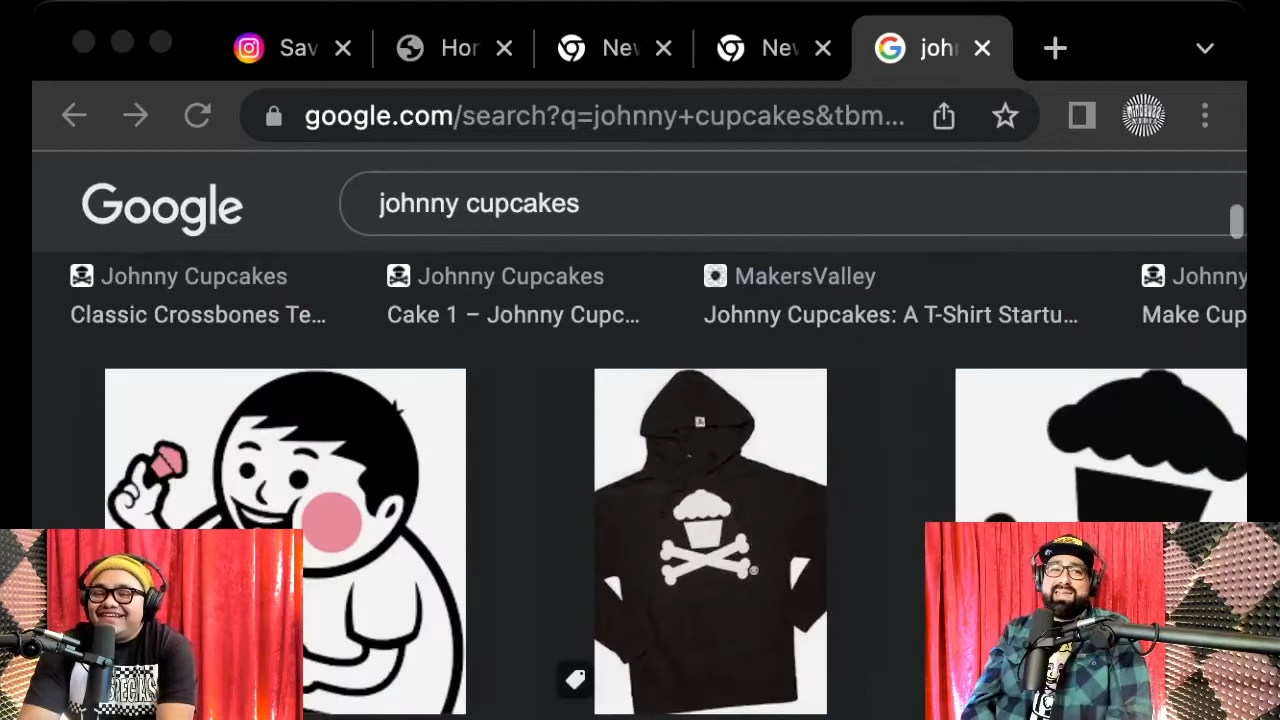 Sav
Hor
Nev
Nev
joh
google.com/search?q=johnny+cupcakes&tbm...
Google
johnny cupcakes
Johnny Cupcakes
Johnny Cupcakes
MakersValley
Johnny
Classic Crossbones Te...
Cake 1 – Johnny Cupc...
Johnny Cupcakes: A T-Shirt Startu...
Make Cup